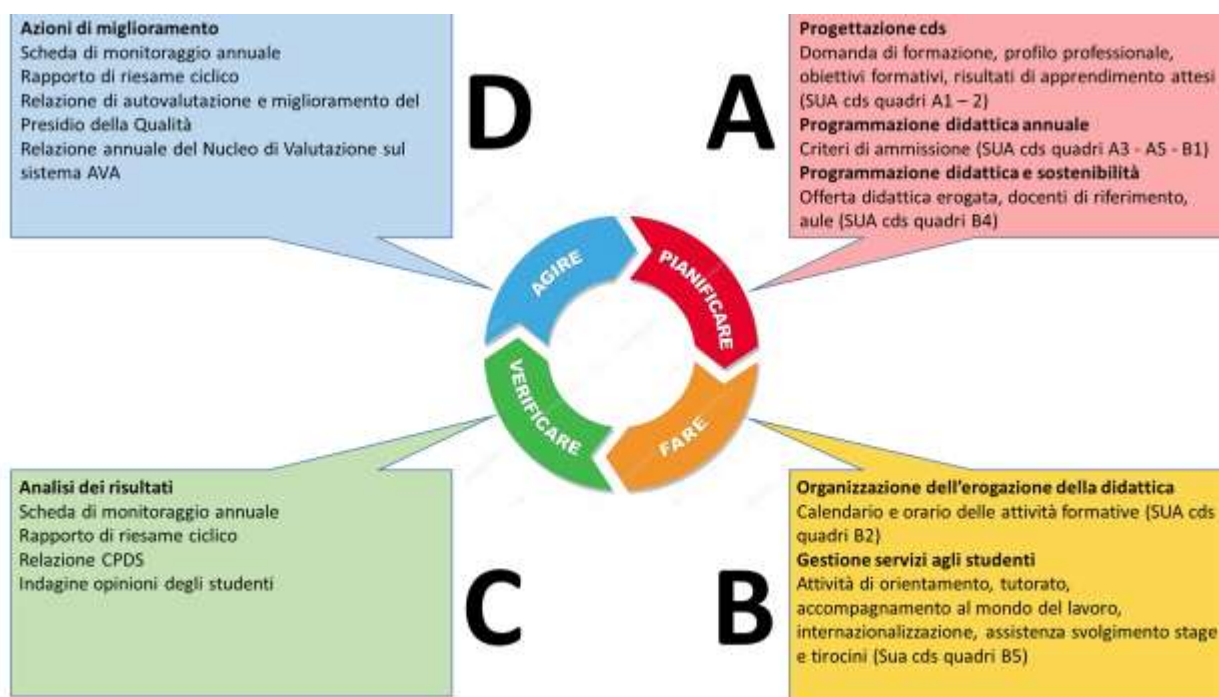 Azioni di miglioramento
Scheda di monitoraggio annuale
Rapporto di riesame ciclico
Relazione di autovalutazione e miglioramento del
Presidio della Qualità
Relazione annuale del Nucleo di Valutazione sul
sistema AVA
D
A
Progettazione cds
Domanda di formazione, profilo professionale,
obiettivi formativi, risultati di apprendimento attesi
(SUA cds quadri A1 – 2)
Programmazione didattica annuale
Criteri di ammissione (SUA cds quadri A3 - A5 - B1)
Programmazione didattica e sostenibilità
Offerta didattica erogata, docenti di riferimento,
aule (SUA cds quadri B4)
AGIRE
PIANIFICARE
VERIFICARE
FARE
Analisi dei risultati
Scheda di monitoraggio annuale
Rapporto di riesame ciclico
Relazione CPDS
Indagine opinioni degli studenti
C
B
Organizzazione dell'erogazione della didattica
Calendario e orario delle attività formative (SUA cds
quadri B2)
Gestione servizi agli studenti
Attività di orientamento, tutorato,
accompagnamento al mondo del lavoro,
internazionalizzazione, assistenza svolgimento stage
e tirocini (Sua cds quadri B5)